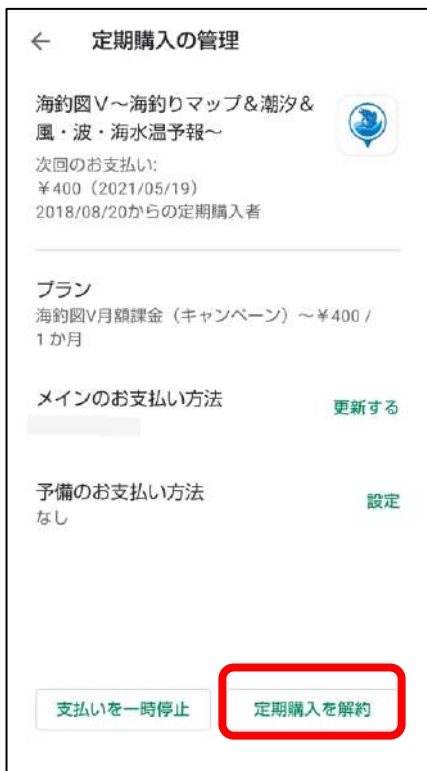 ← 定期購入の管理
海釣図V~海釣りマップ&潮汐&
風・波・海水温予報~
次回のお支払い:
¥400(2021/05/19)
2018/08/20からの定期購入者
プラン
海釣図V月額課金(キャンペーン)~¥400 /
1 か月
メインのお支払い方法
更新する
予備のお支払い方法
設定
なし
支払いを一時停止
定期購入を解約